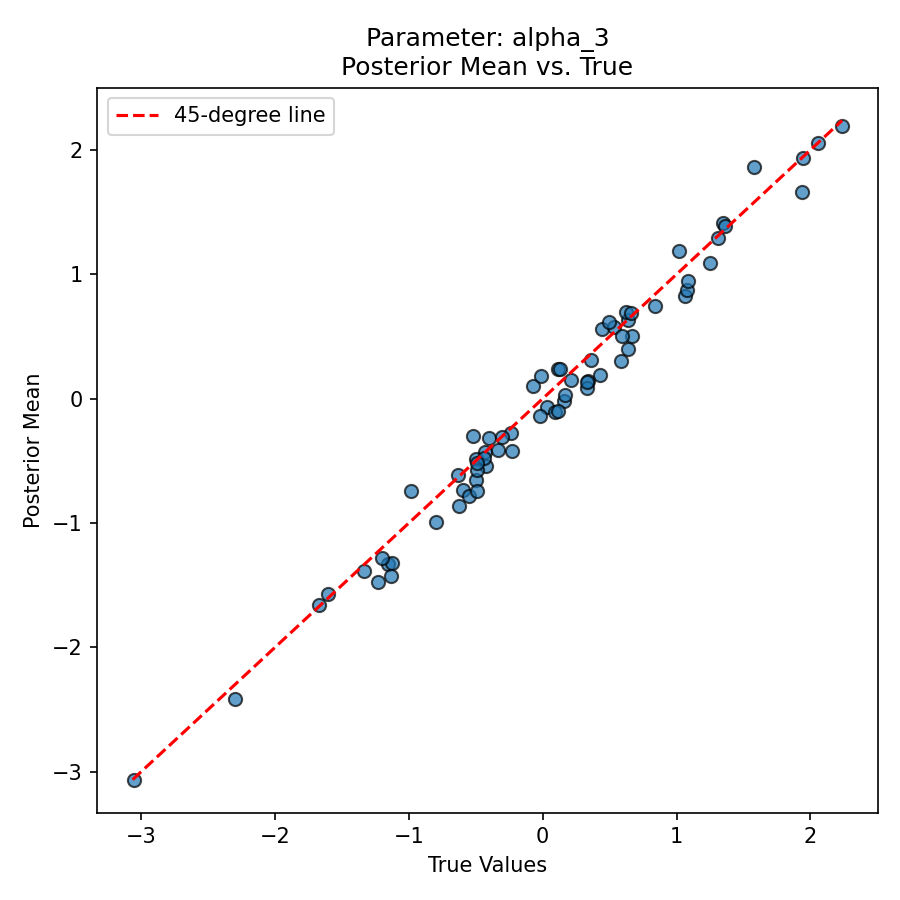 Parameter: alpha_3
Posterior Mean vs. True
45-degree line
2
1
0
−1
−2
−3
Posterior Mean
−3 −2 −1 0 1 2
True Values